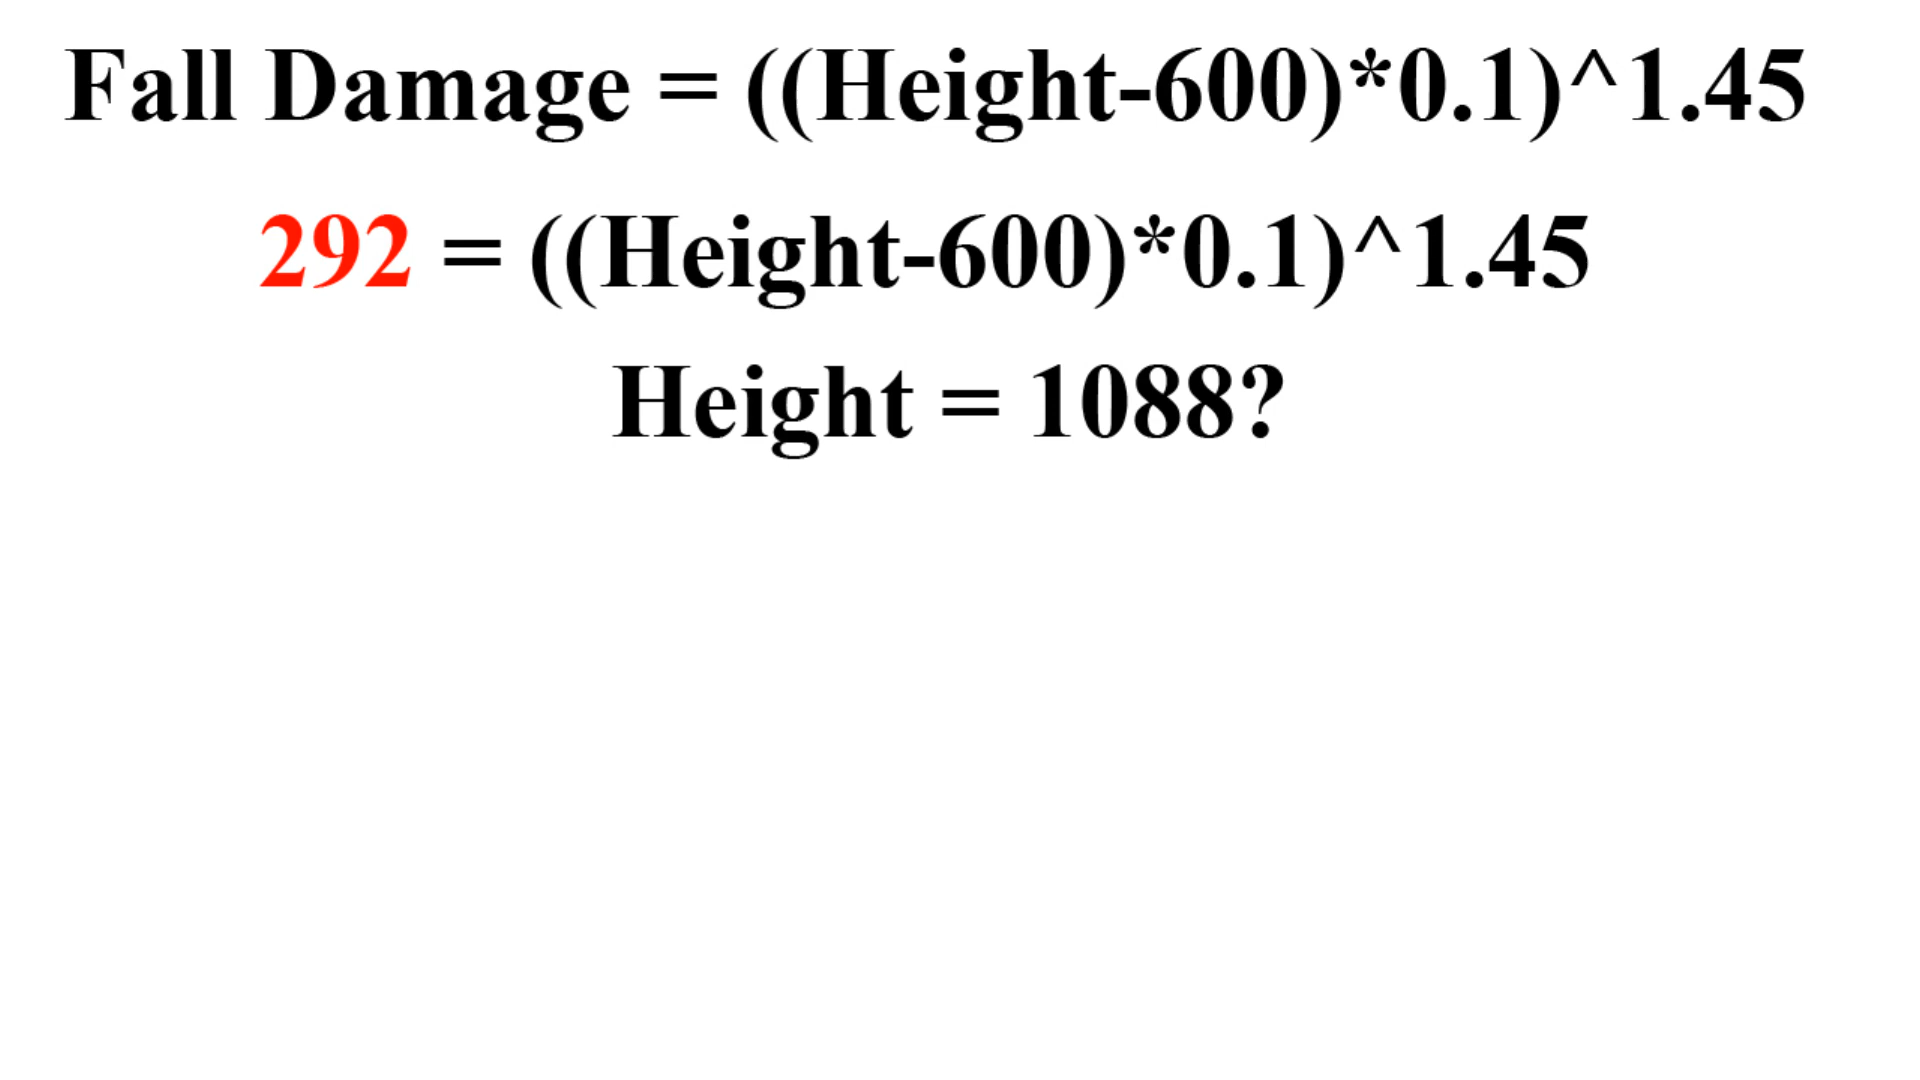 Fall Damage = ((Height-600)*0.1)^1.45
292 = ((Height-600)*0.1)^1.45
Height = 1088?